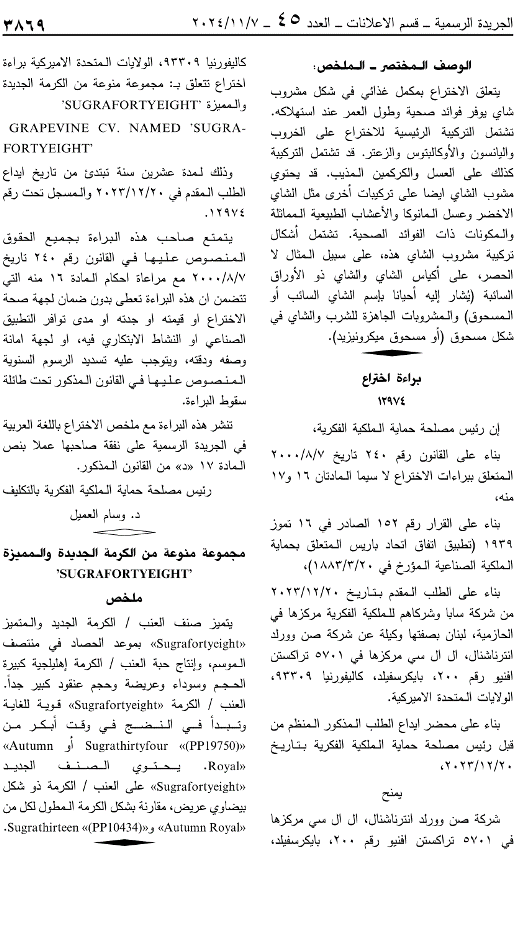 الجريدة الرسمية ــ قسم الاعلانات ــ العدد ٤٥ ــ ٢٠٢٤/١١/٧
٣٨٦٩
الوصف المختصر ــ الملخص:
يتعلق الاختراع بمكمل غذائي في شكل مشروب
شاي يوفر فوائد صحية وطول العمر عند استهلاكه.
تشتمل التركيبة الرئيسية للاختراع على الخروب
واليانسون والأوكالبتوس والزعتر. قد تشتمل التركيبة
كذلك على العسل والكركمين المذيب. قد يحتوي
مشوب الشاي ايضا على تركيبات أخرى مثل الشاي
الاخضر وعسل المانوكا والأعشاب الطبيعية المماثلة
والمكونات ذات الفوائد الصحية. تشتمل أشكال
تركيبة مشروب الشاي هذه، على سبيل المثال لا
الحصر، على أكياس الشاي والشاي ذو الأوراق
السائبة (يُشار إليه أحيانا بإسم الشاي السائب أو
المسحوق) والمشروبات الجاهزة للشرب والشاي في
شكل مسحوق (أو مسحوق ميكرونيزيد).
براءة اختراع
١٢٩٧٤
إن رئيس مصلحة حماية الملكية الفكرية،
بناء على القانون رقم ٢٤٠ تاريخ ٢٠٠٠/٨/٧
المتعلق ببراءات الاختراع لا سيما المادتان ١٦ و١٧
منه،
بناء على القرار رقم ١٥٢ الصادر في ١٦ تموز
١٩٣٩ (تطبيق اتفاق اتحاد باريس المتعلق بحماية
الملكية الصناعية المؤرخ في ١٨٨٣/٣/٢٠)،
بناء على الطلب المقدم بتاريخ ٢٠٢٣/١٢/٢٠
من شركة سابا وشركاهم للملكية الفكرية مركزها في
الحازمية، لبنان بصفتها وكيلة عن شركة صن وورلد
انترناشنال، ال ال سي مركزها في ٥٧٠١ تراكستن
افنيو رقم ٢٠٠، بايكرسفيلد، كاليفورنيا ٩٣٣٠٩،
الولايات المتحدة الاميركية.
بناء على محضر ايداع الطلب المذكور المنظم من
قبل رئيس مصلحة حماية الملكية الفكرية بتاريخ
٢٠٢٣/١٢/٢٠،
يمنح
شركة صن وورلد انترناشنال، ال ال سي مركزها
في ٥٧٠١ تراكستن افنيو رقم ٢٠٠، بايكرسفيلد،
كاليفورنيا ٩٣٣٠٩، الولايات المتحدة الاميركية براءة
اختراع تتعلق بـ: مجموعة منوعة من الكرمة الجديدة
والمميزة 'SUGRAFORTYEIGHT'
GRAPEVINE CV. NAMED 'SUGRA-
FORTYEIGHT'
وذلك لمدة عشرين سنة تبتدئ من تاريخ ايداع
الطلب المقدم في ٢٠٢٣/١٢/٢٠ والمسجل تحت رقم
١٢٩٧٤.
يتمتع صاحب هذه البراءة بجميع الحقوق
المنصوص عليها في القانون رقم ٢٤٠ تاريخ
٢٠٠٠/٨/٧ مع مراعاة احكام المادة ١٦ منه التي
تتضمن ان هذه البراءة تعطى بدون ضمان لجهة صحة
الاختراع او قيمته او جدته او مدى توافر التطبيق
الصناعي او النشاط الابتكاري فيه، او لجهة امانة
وصفه ودقته، ويتوجب عليه تسديد الرسوم السنوية
المنصوص عليها في القانون المذكور تحت طائلة
سقوط البراءة.
تنشر هذه البراءة مع ملخص الاختراع باللغة العربية
في الجريدة الرسمية على نفقة صاحبها عملا بنص
المادة ١٧ «د» من القانون المذكور.
رئيس مصلحة حماية الملكية الفكرية بالتكليف
د. وسام العميل
مجموعة منوعة من الكرمة الجديدة والمميزة
'SUGRAFORTYEIGHT'
ملخص
يتميز صنف العنب / الكرمة الجديد والمتميز
«Sugrafortyeight» بموعد الحصاد في منتصف
الموسم، وإنتاج حبة العنب / الكرمة إهليلجية كبيرة
الحجم وسوداء وعريضة وحجم عنقود كبير جداً.
العنب / الكرمة «Sugrafortyeight» قوية للغاية
وتبدأ في النضج في وقت أبكر من
Sugrathirtyfour «(PP19750)» أو «Autumn
Royal». يحتوي الصنف الجديد
«Sugrafortyeight» على العنب / الكرمة ذو شكل
بيضاوي عريض، مقارنة بشكل الكرمة المطول لكل من
«Autumn Royal» و«Sugrathirteen «(PP10434).